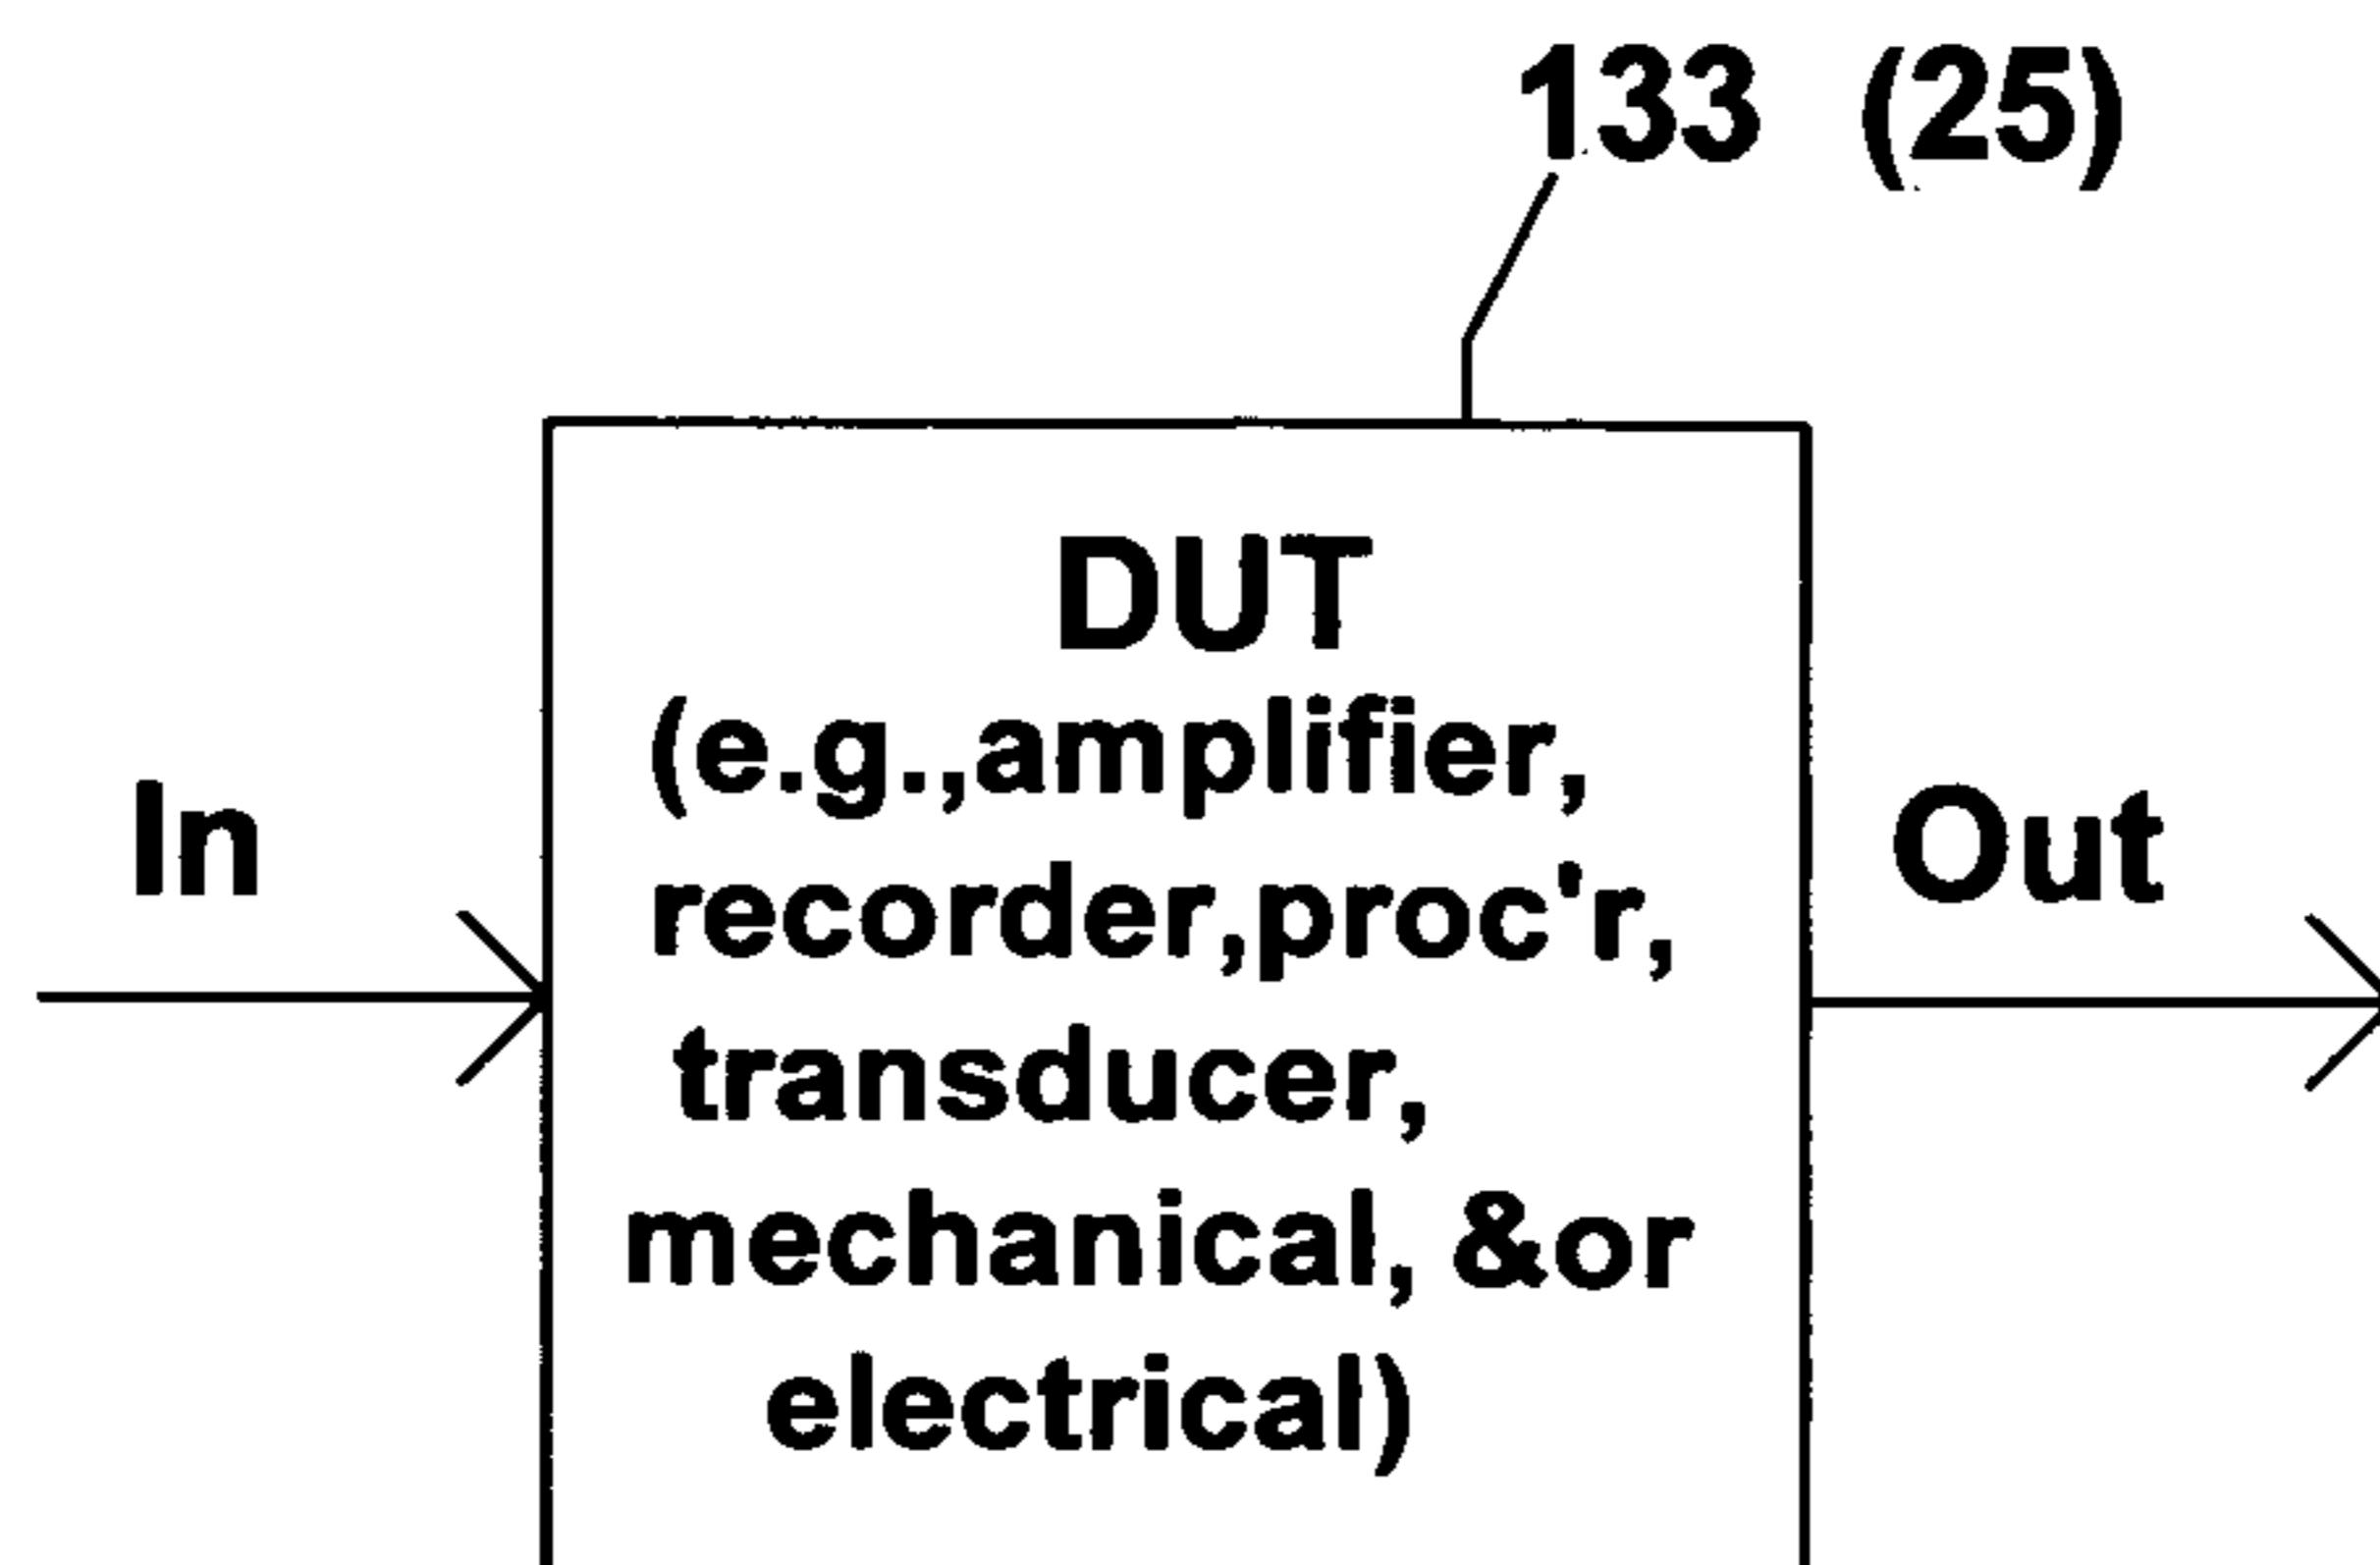 133 (25)
DUT
(e.g.,amplifier,
In
recorder,proc'r,
Out
transducer,
mechanical, &or
electrical)